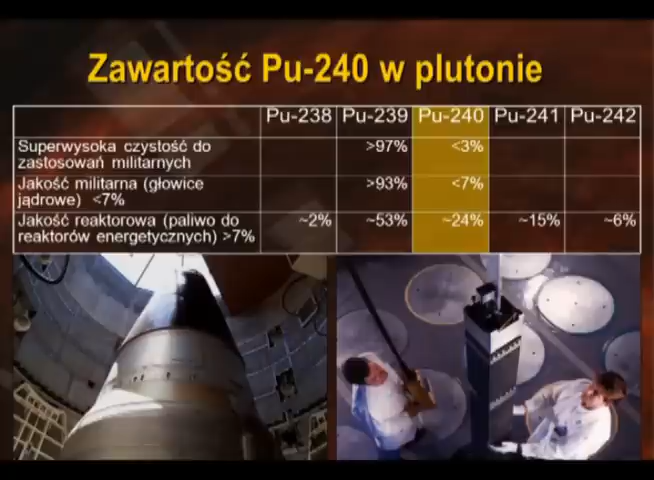 Zawartość Pu-240 w plutonie
Pu-238 Pu-239 Pu-240 Pu-241 Pu-242
Superwysoka czystość do
zastosowań militarnych >97% <3%
Jakość militarna (głowice
jądrowe) <7% >93% <7%
Jakość reaktorowa (paliwo do
reaktorów energetycznych) >7% ~2% ~53% ~24% ~15% ~6%